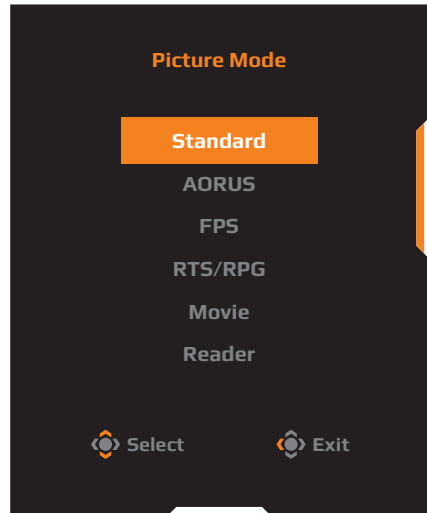 Picture Mode
Standard
AORUS
FPS
RTS/RPG
Movie
Reader
Select Exit